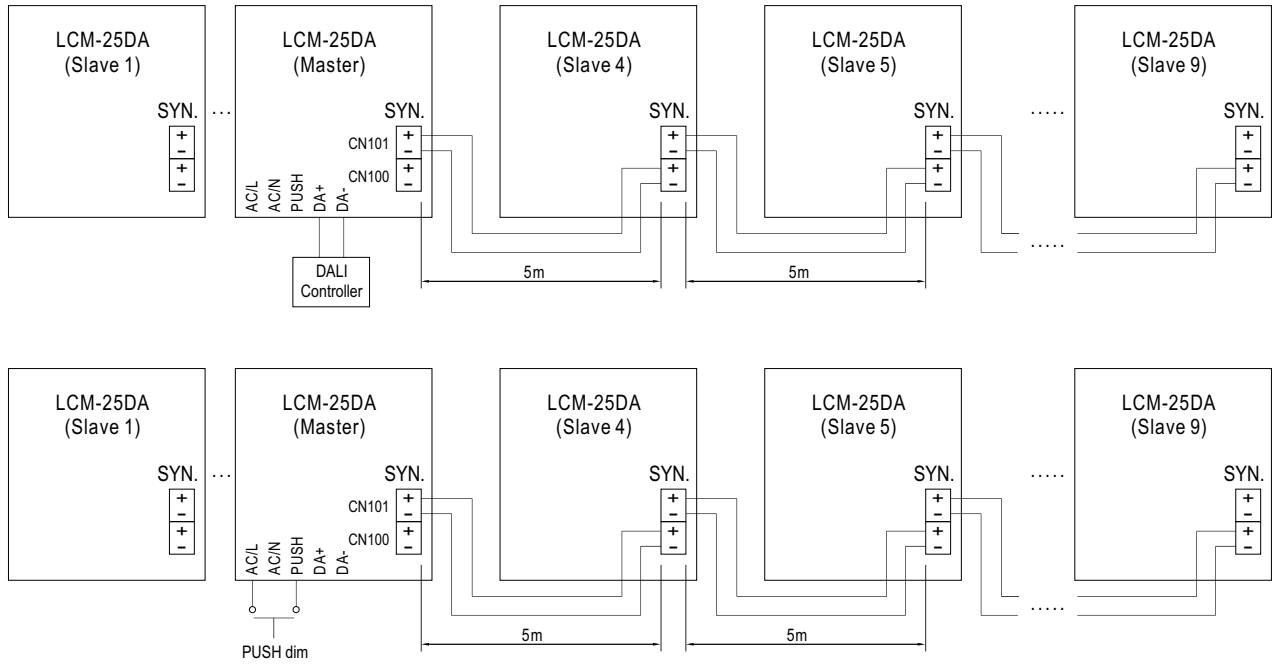 LCM-25DA
(Slave 1)
SYN.
+
-
+
-
...
LCM-25DA
(Master)
SYN.
CN101
+
-
CN100
+
-
AC/L
AC/N
PUSH
DA+
DA-
DALI
Controller
LCM-25DA
(Slave 4)
SYN.
+
-
+
-
5m
LCM-25DA
(Slave 5)
SYN.
+
-
+
-
5m
.....
.....
LCM-25DA
(Slave 9)
SYN.
+
-
+
-
LCM-25DA
(Slave 1)
SYN.
+
-
+
-
...
LCM-25DA
(Master)
SYN.
CN101
+
-
CN100
+
-
AC/L
AC/N
PUSH
DA+
DA-
PUSH dim
LCM-25DA
(Slave 4)
SYN.
+
-
+
-
5m
LCM-25DA
(Slave 5)
SYN.
+
-
+
-
5m
.....
.....
LCM-25DA
(Slave 9)
SYN.
+
-
+
-